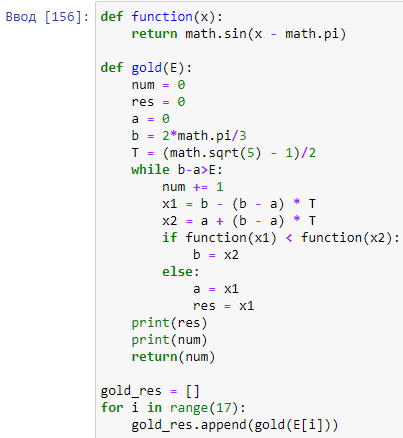 Ввод [156]: def function(x):
    return math.sin(x - math.pi)

def gold(E):
    num = 0
    res = 0
    a = 0
    b = 2*math.pi/3
    T = (math.sqrt(5) - 1)/2
    while b-a>E:
        num += 1
        x1 = b - (b - a) * T
        x2 = a + (b - a) * T
        if function(x1) < function(x2):
            b = x2
        else:
            a = x1
            res = x1
    print(res)
    print(num)
    return(num)

gold_res = []
for i in range(17):
    gold_res.append(gold(E[i]))